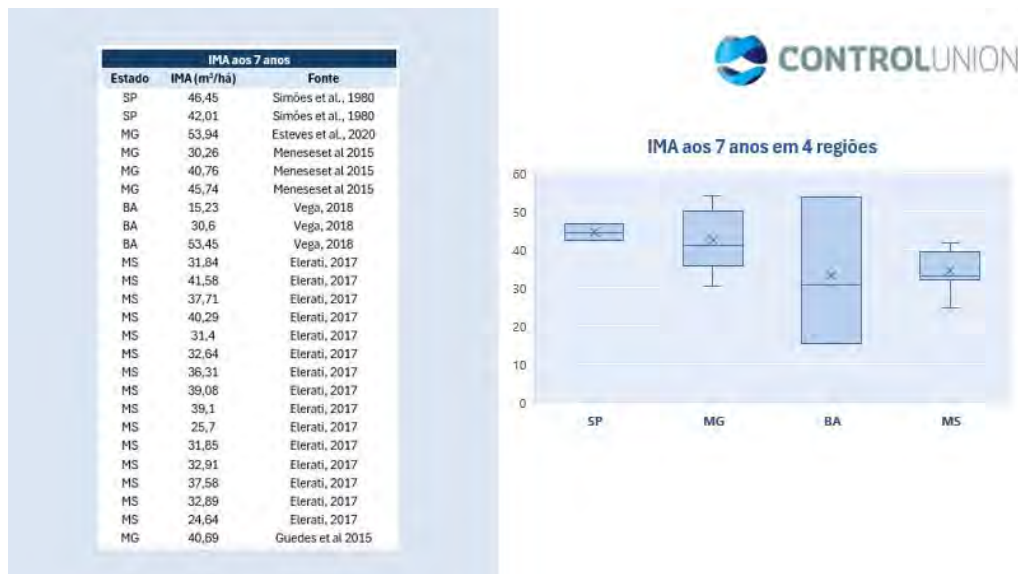 IMA aos 7 anos
Estado IMA (m³/há) Fonte
SP 46,45 Simões et al., 1980
SP 42,01 Simões et al., 1980
MG 53,94 Esteves et al., 2020
MG 30,26 Meneseset al 2015
MG 40,76 Meneseset al 2015
MG 45,74 Meneseset al 2015
BA 15,23 Vega, 2018
BA 30,6 Vega, 2018
BA 53,45 Vega, 2018
MS 31,84 Elerati, 2017
MS 41,58 Elerati, 2017
MS 37,71 Elerati, 2017
MS 40,29 Elerati, 2017
MS 31,4 Elerati, 2017
MS 32,64 Elerati, 2017
MS 36,31 Elerati, 2017
MS 39,08 Elerati, 2017
MS 39,1 Elerati, 2017
MS 25,7 Elerati, 2017
MS 31,85 Elerati, 2017
MS 32,91 Elerati, 2017
MS 37,58 Elerati, 2017
MS 32,89 Elerati, 2017
MS 24,64 Elerati, 2017
MG 40,69 Guedes et al 2015
CONTROLUNION
IMA aos 7 anos em 4 regiões
60
50
40
30
20
10
0
SP MG BA MS